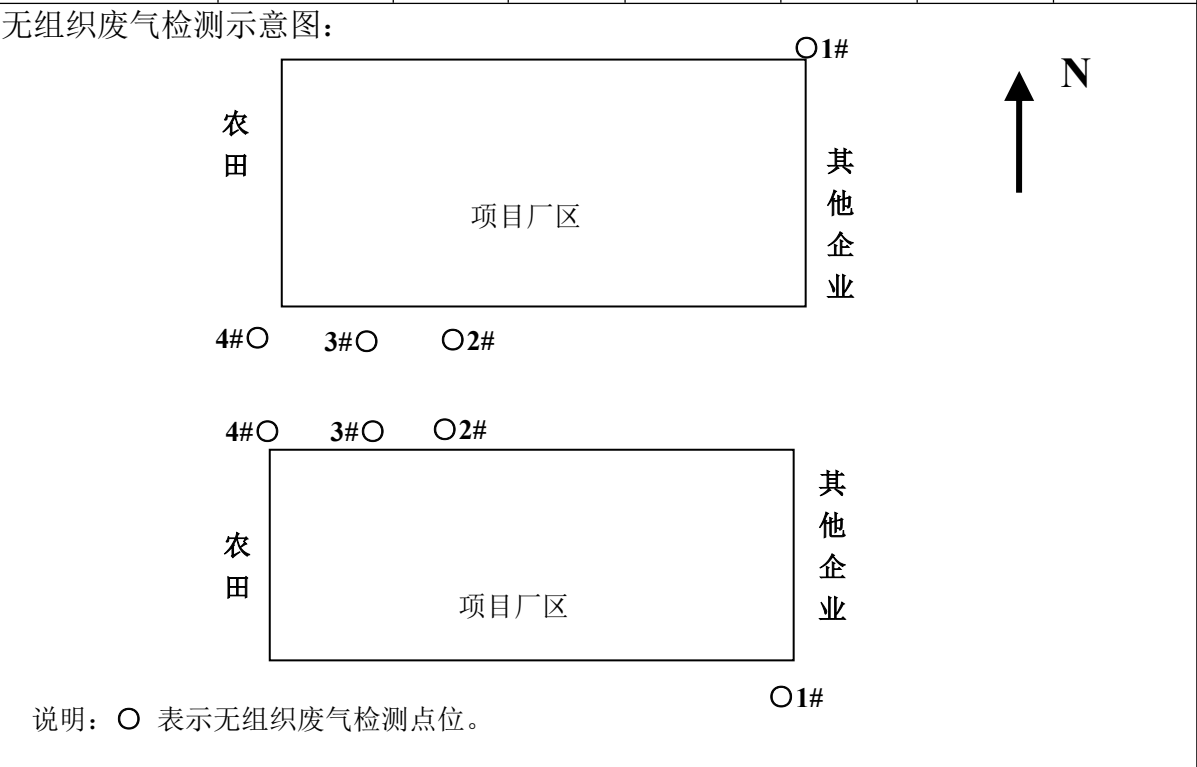 无组织废气检测示意图：
○1#
N
农田
其他企业
项目厂区
4#○ 3#○ ○2#
4#○ 3#○ ○2#
其他企业
农田
项目厂区
○1#
说明：○ 表示无组织废气检测点位。